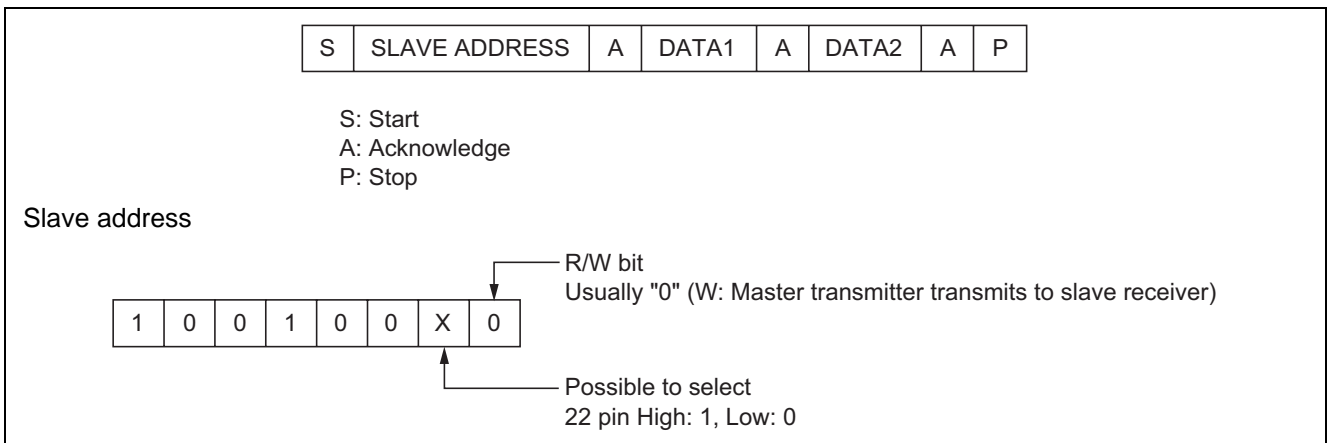 S SLAVE ADDRESS A DATA1 A DATA2 A P
S: Start
A: Acknowledge
P: Stop
Slave address
R/W bit
Usually "0" (W: Master transmitter transmits to slave receiver)
1 0 0 1 0 0 X 0
Possible to select
22 pin High: 1, Low: 0